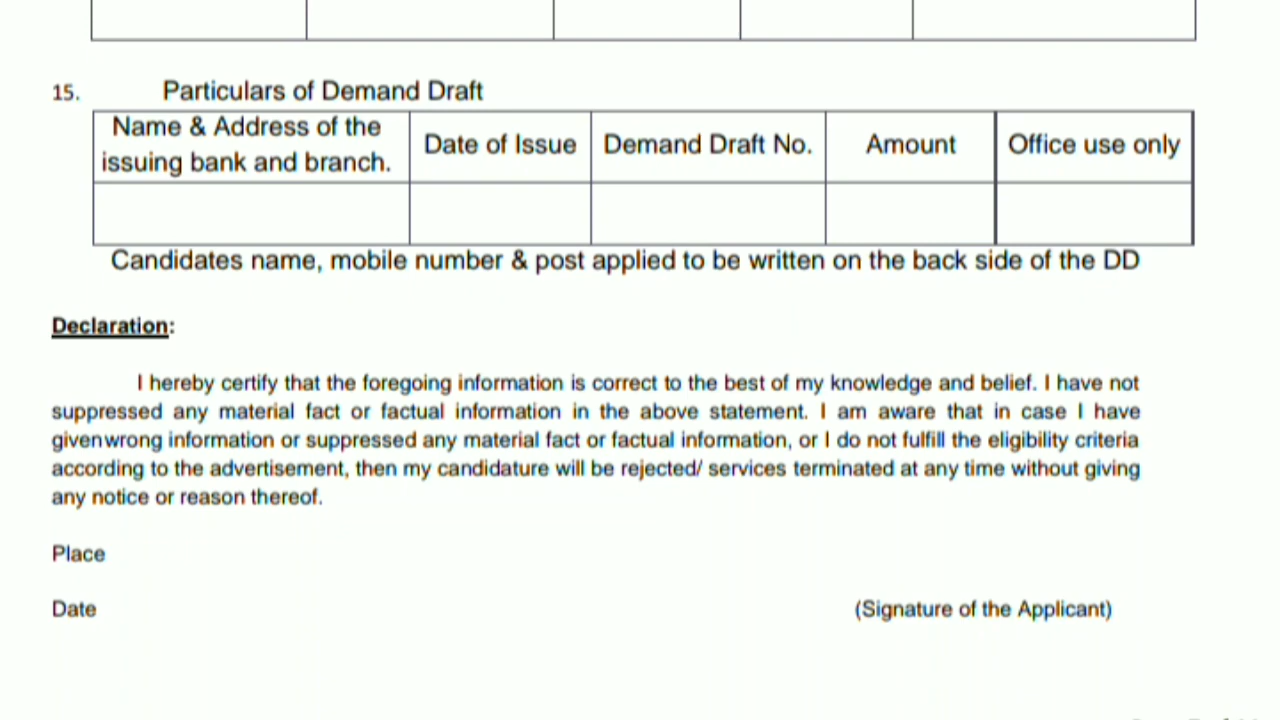 15. Particulars of Demand Draft
Name & Address of the
issuing bank and branch.
Date of Issue
Demand Draft No.
Amount
Office use only
Candidates name, mobile number & post applied to be written on the back side of the DD
Declaration:
I hereby certify that the foregoing information is correct to the best of my knowledge and belief. I have not
suppressed any material fact or factual information in the above statement. I am aware that in case I have
givenwrong information or suppressed any material fact or factual information, or I do not fulfill the eligibility criteria
according to the advertisement, then my candidature will be rejected/ services terminated at any time without giving
any notice or reason thereof.
Place
Date
(Signature of the Applicant)